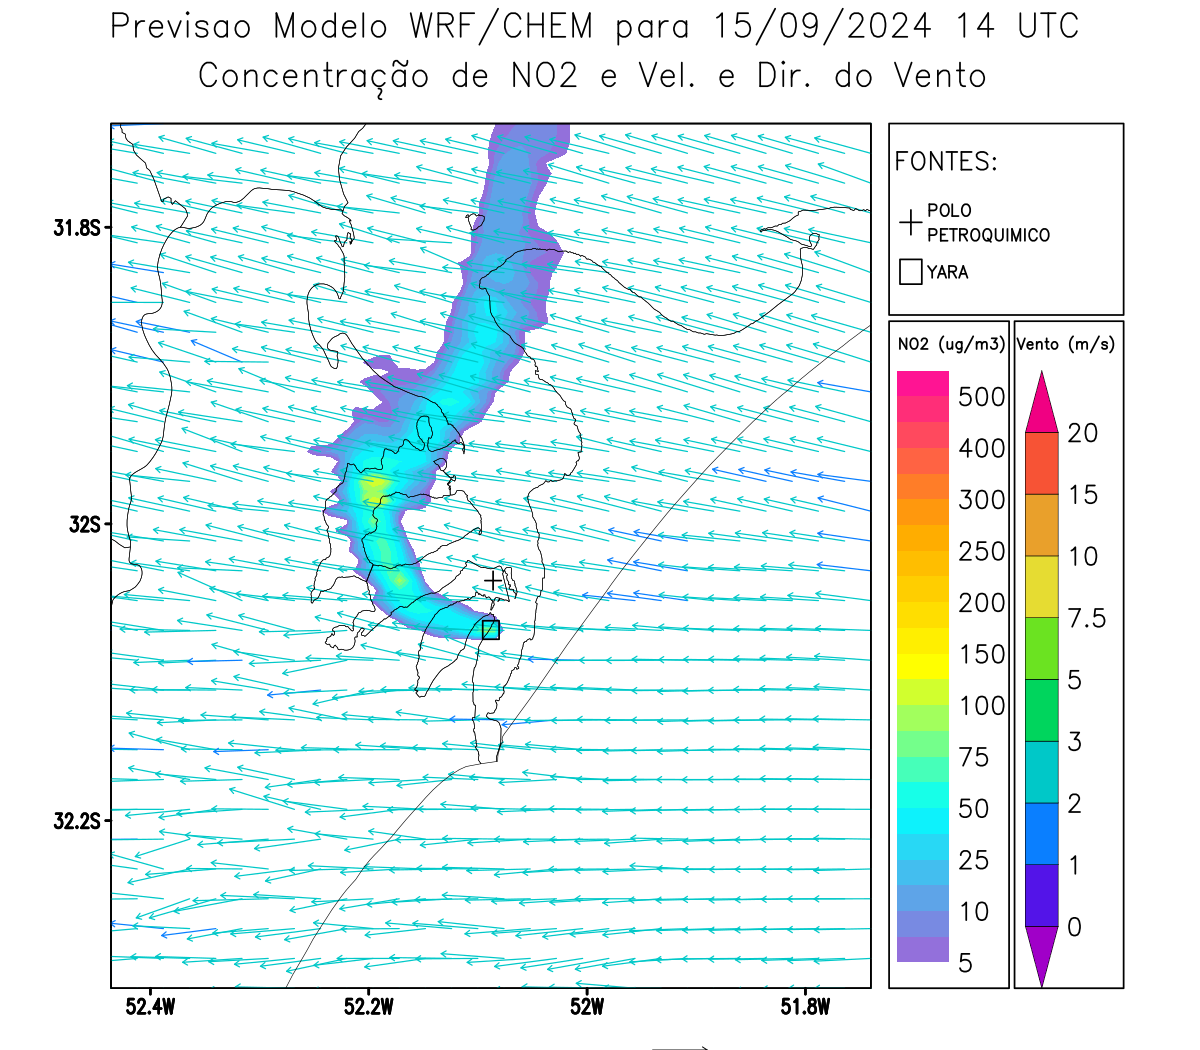 Previsao Modelo WRF/CHEM para 15/09/2024 14 UTC
Concentração de NO2 e Vel. e Dir. do Vento
FONTES:
POLO
PETROQUIMICO
YARA
31.8S
32S
32.2S
52.4W
52.2W
52W
51.8W
NO2 (ug/m3)
500
400
300
250
200
150
100
75
50
25
10
5
Vento (m/s)
20
15
10
7.5
5
3
2
1
0